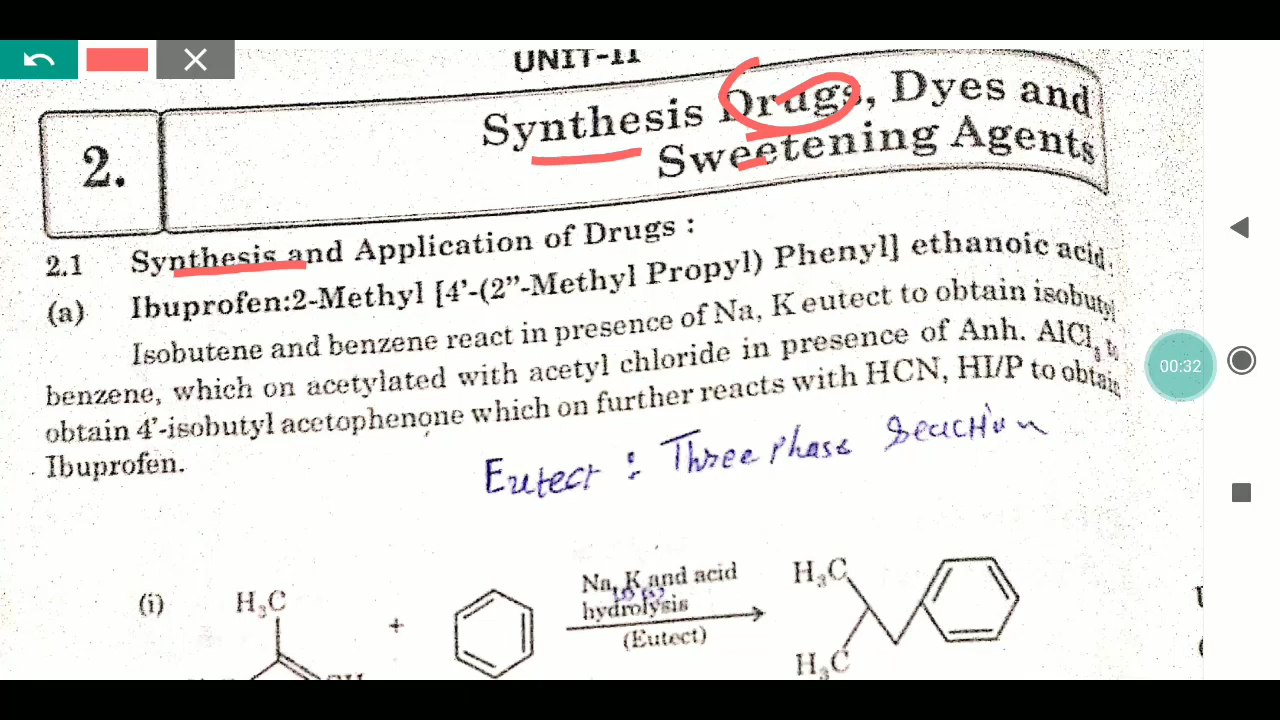 UNIT-II
2.
Synthesis Drugs, Dyes and
Sweetening Agents
2.1 Synthesis and Application of Drugs :
(a) Ibuprofen:2-Methyl [4’-(2”-Methyl Propyl) Phenyl] ethanoic acid.
Isobutene and benzene react in presence of Na, K eutect to obtain isobutyl
benzene, which on acetylated with acetyl chloride in presence of Anh. AlCl3 to
obtain 4’-isobutyl acetophenone which on further reacts with HCN, HI/P to obtain
Ibuprofen.
Eutect : Three phase reaction
00:32
(i) H3C + Na, K and acid
hydrolysis
(Eutect)
H3C
H3C